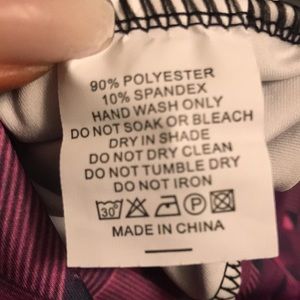 90% POLYESTER
10% SPANDEX
HAND WASH ONLY
DO NOT SOAK OR BLEACH
DRY IN SHADE
DO NOT DRY CLEAN
DO NOT TUMBLE DRY
DO NOT IRON
30° P
MADE IN CHINA